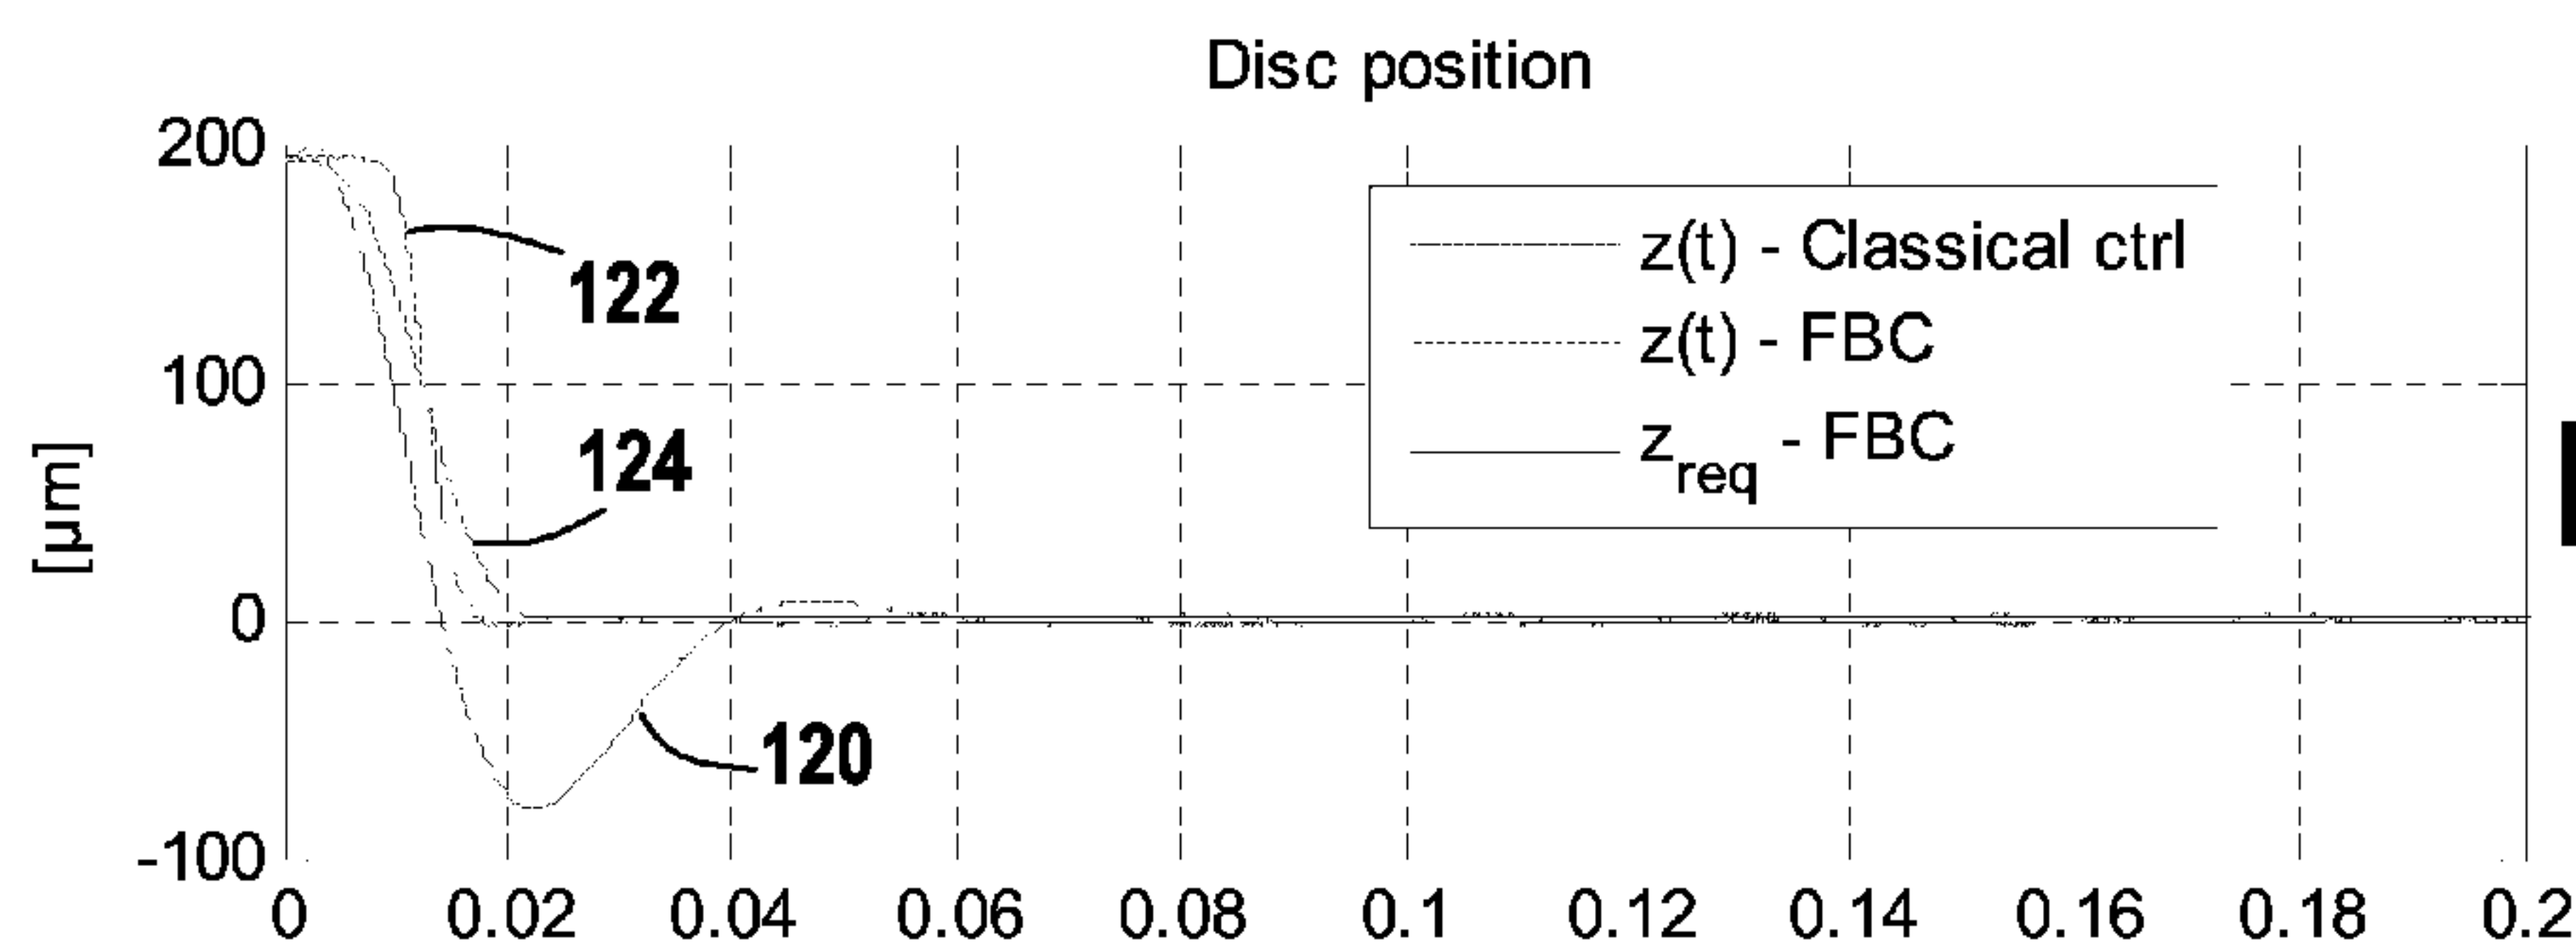 Disc position
200
100
0
-100
[µm]
122
124
120
z(t) - Classical ctrl
z(t) - FBC
zreq - FBC
0 0.02 0.04 0.06 0.08 0.1 0.12 0.14 0.16 0.18 0.2